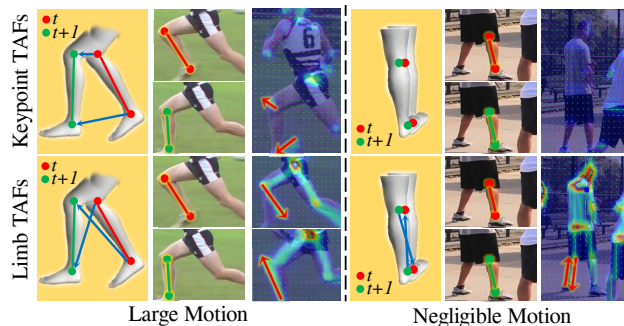 Keypoint TAFs
t
t+1
6
t
t+1
Limb TAFs
t
t+1
t
t+1
Large Motion
Negligible Motion